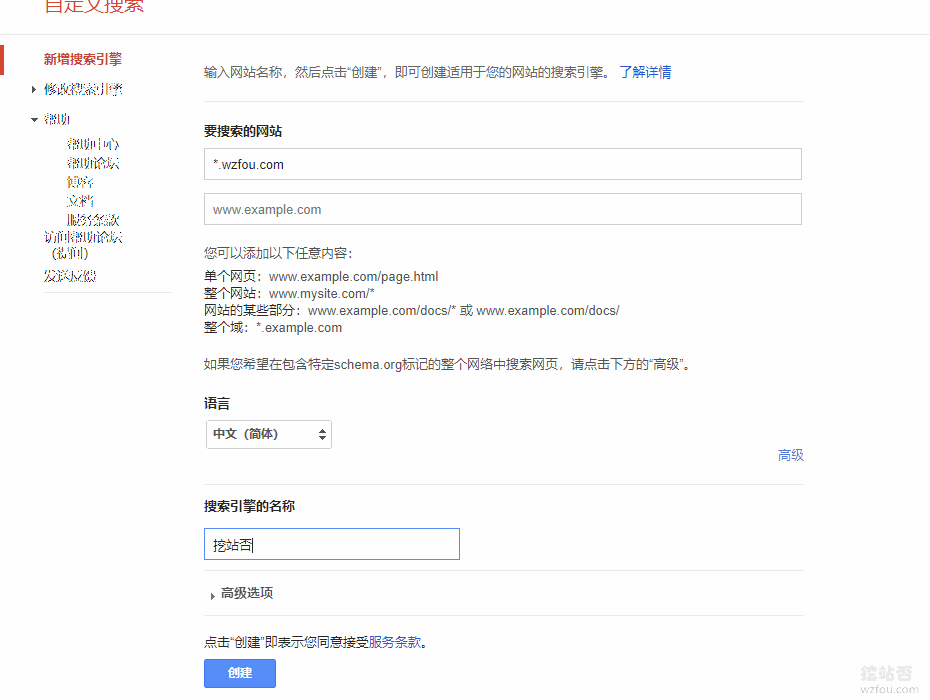 自定义搜索
新增搜索引擎
修改搜索引擎
帮助
帮助中心
帮助论坛
博客
文档
服务条款
访问帮助论坛
(提问)
发送反馈
输入网站名称，然后点击“创建”，即可创建适用于您的网站的搜索引擎。 了解详情
要搜索的网站
*.wzfou.com
www.example.com
您可以添加以下任意内容：
单个网页：www.example.com/page.html
整个网站：www.mysite.com/*
网站的某些部分：www.example.com/docs/* 或 www.example.com/docs/
整个域：*.example.com
如果您希望在包含特定schema.org标记的整个网络中搜索网页，请点击下方的“高级”。
语言
中文（简体）
高级
搜索引擎的名称
挖站否
高级选项
点击“创建”即表示您同意接受服务条款。
创建
挖站否
wzfou.com